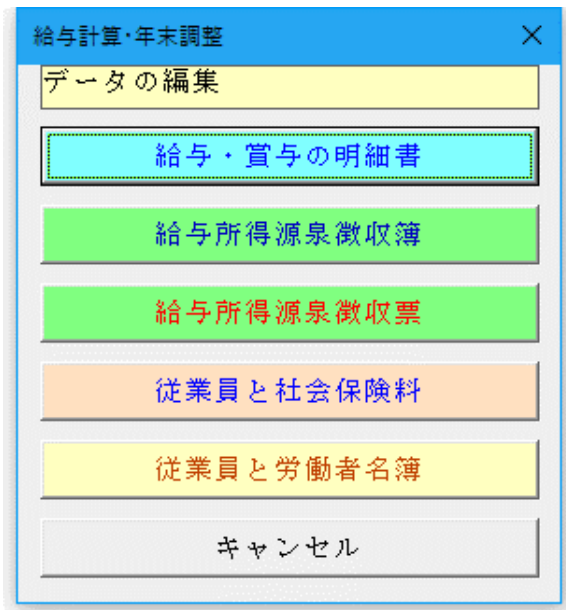 給与計算･年末調整
データの編集
給与・賞与の明細書
給与所得源泉徴収簿
給与所得源泉徴収票
従業員と社会保険料
従業員と労働者名簿
キャンセル